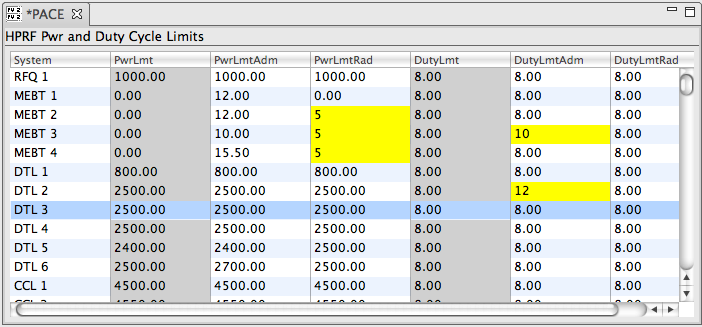 *PACE
HPRF Pwr and Duty Cycle Limits
System PwrLmt PwrLmtAdm PwrLmtRad DutyLmt DutyLmtAdm DutyLmtRad
RFQ 1 1000.00 1000.00 1000.00 8.00 8.00 8.00
MEBT 1 0.00 12.00 0.00 8.00 8.00 8.00
MEBT 2 0.00 12.00 5 8.00 8.00 8.00
MEBT 3 0.00 10.00 5 8.00 10 8.00
MEBT 4 0.00 15.50 5 8.00 8.00 8.00
DTL 1 800.00 800.00 800.00 8.00 8.00 8.00
DTL 2 2500.00 2500.00 2500.00 8.00 12 8.00
DTL 3 2500.00 2500.00 2500.00 8.00 8.00 8.00
DTL 4 2500.00 2500.00 2500.00 8.00 8.00 8.00
DTL 5 2400.00 2400.00 2500.00 8.00 8.00 8.00
DTL 6 2500.00 2700.00 2500.00 8.00 8.00 8.00
CCL 1 4500.00 4500.00 4500.00 8.00 8.00 8.00